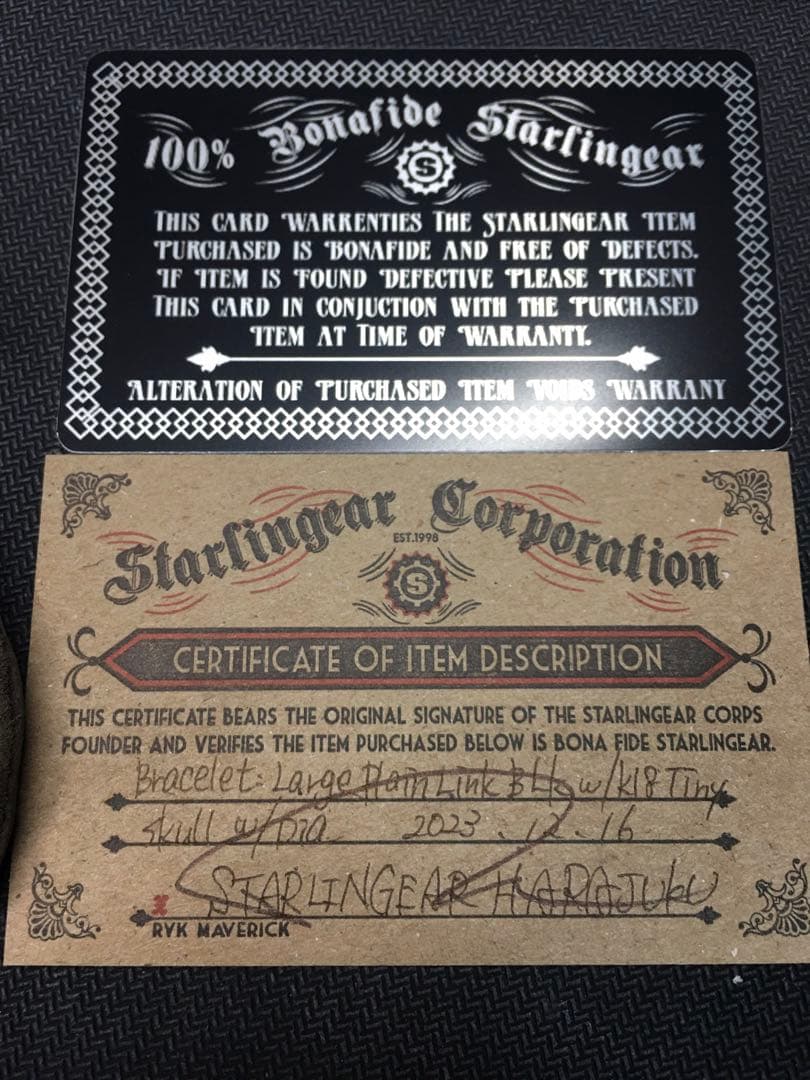 100% Bonafide Starlingear
S
THIS CARD WARRENTIES THE STARLINGEAR ITEM
PURCHASED IS BONAFIDE AND FREE OF DEFECTS.
IF ITEM IS FOUND DEFECTIVE PLEASE PRESENT
THIS CARD IN CONJUCTION WITH THE PURCHASED
ITEM AT TIME OF WARRANTY.
ALTERATION OF PURCHASED ITEM VOIDS WARRANY
Starlingear Corporation
EST.1998
S
CERTIFICATE OF ITEM DESCRIPTION
THIS CERTIFICATE BEARS THE ORIGINAL SIGNATURE OF THE STARLINGEAR CORPS
FOUNDER AND VERIFIES THE ITEM PURCHASED BELOW IS BONA FIDE STARLINGEAR.
Bracelet: Large Plain Link w/k18 Tiny
skull w/Dia 2023.12.16
STARLINGEAR HARAJUKU
X
RYK MAVERICK